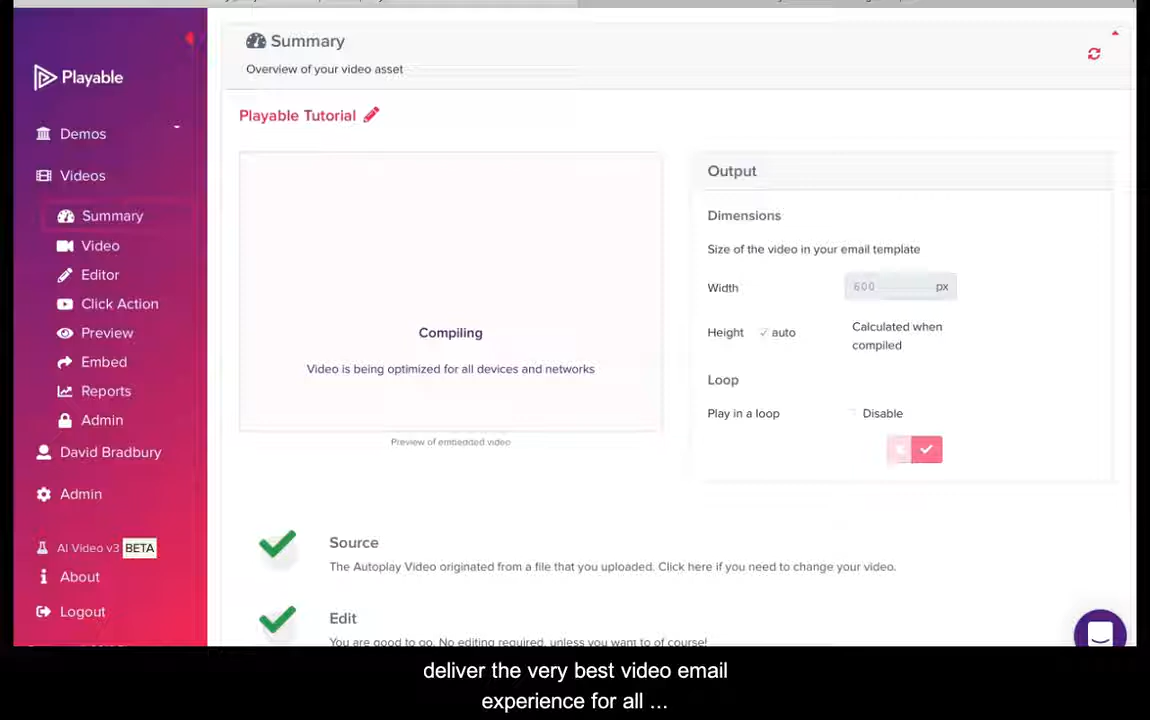 Playable
Demos
Videos
Summary
Video
Editor
Click Action
Preview
Embed
Reports
Admin
David Bradbury
Admin
AI Video v3 BETA
About
Logout
Summary
Overview of your video asset
Playable Tutorial
Compiling
Video is being optimized for all devices and networks
Preview of embedded video
Output
Dimensions
Size of the video in your email template
Width 600 px
Height auto Calculated when
compiled
Loop
Play in a loop Disable
Source
The Autoplay Video originated from a file that you uploaded. Click here if you need to change your video.
Edit
You are good to go. No editing required, unless you want to of course!
deliver the very best video email
experience for all ...